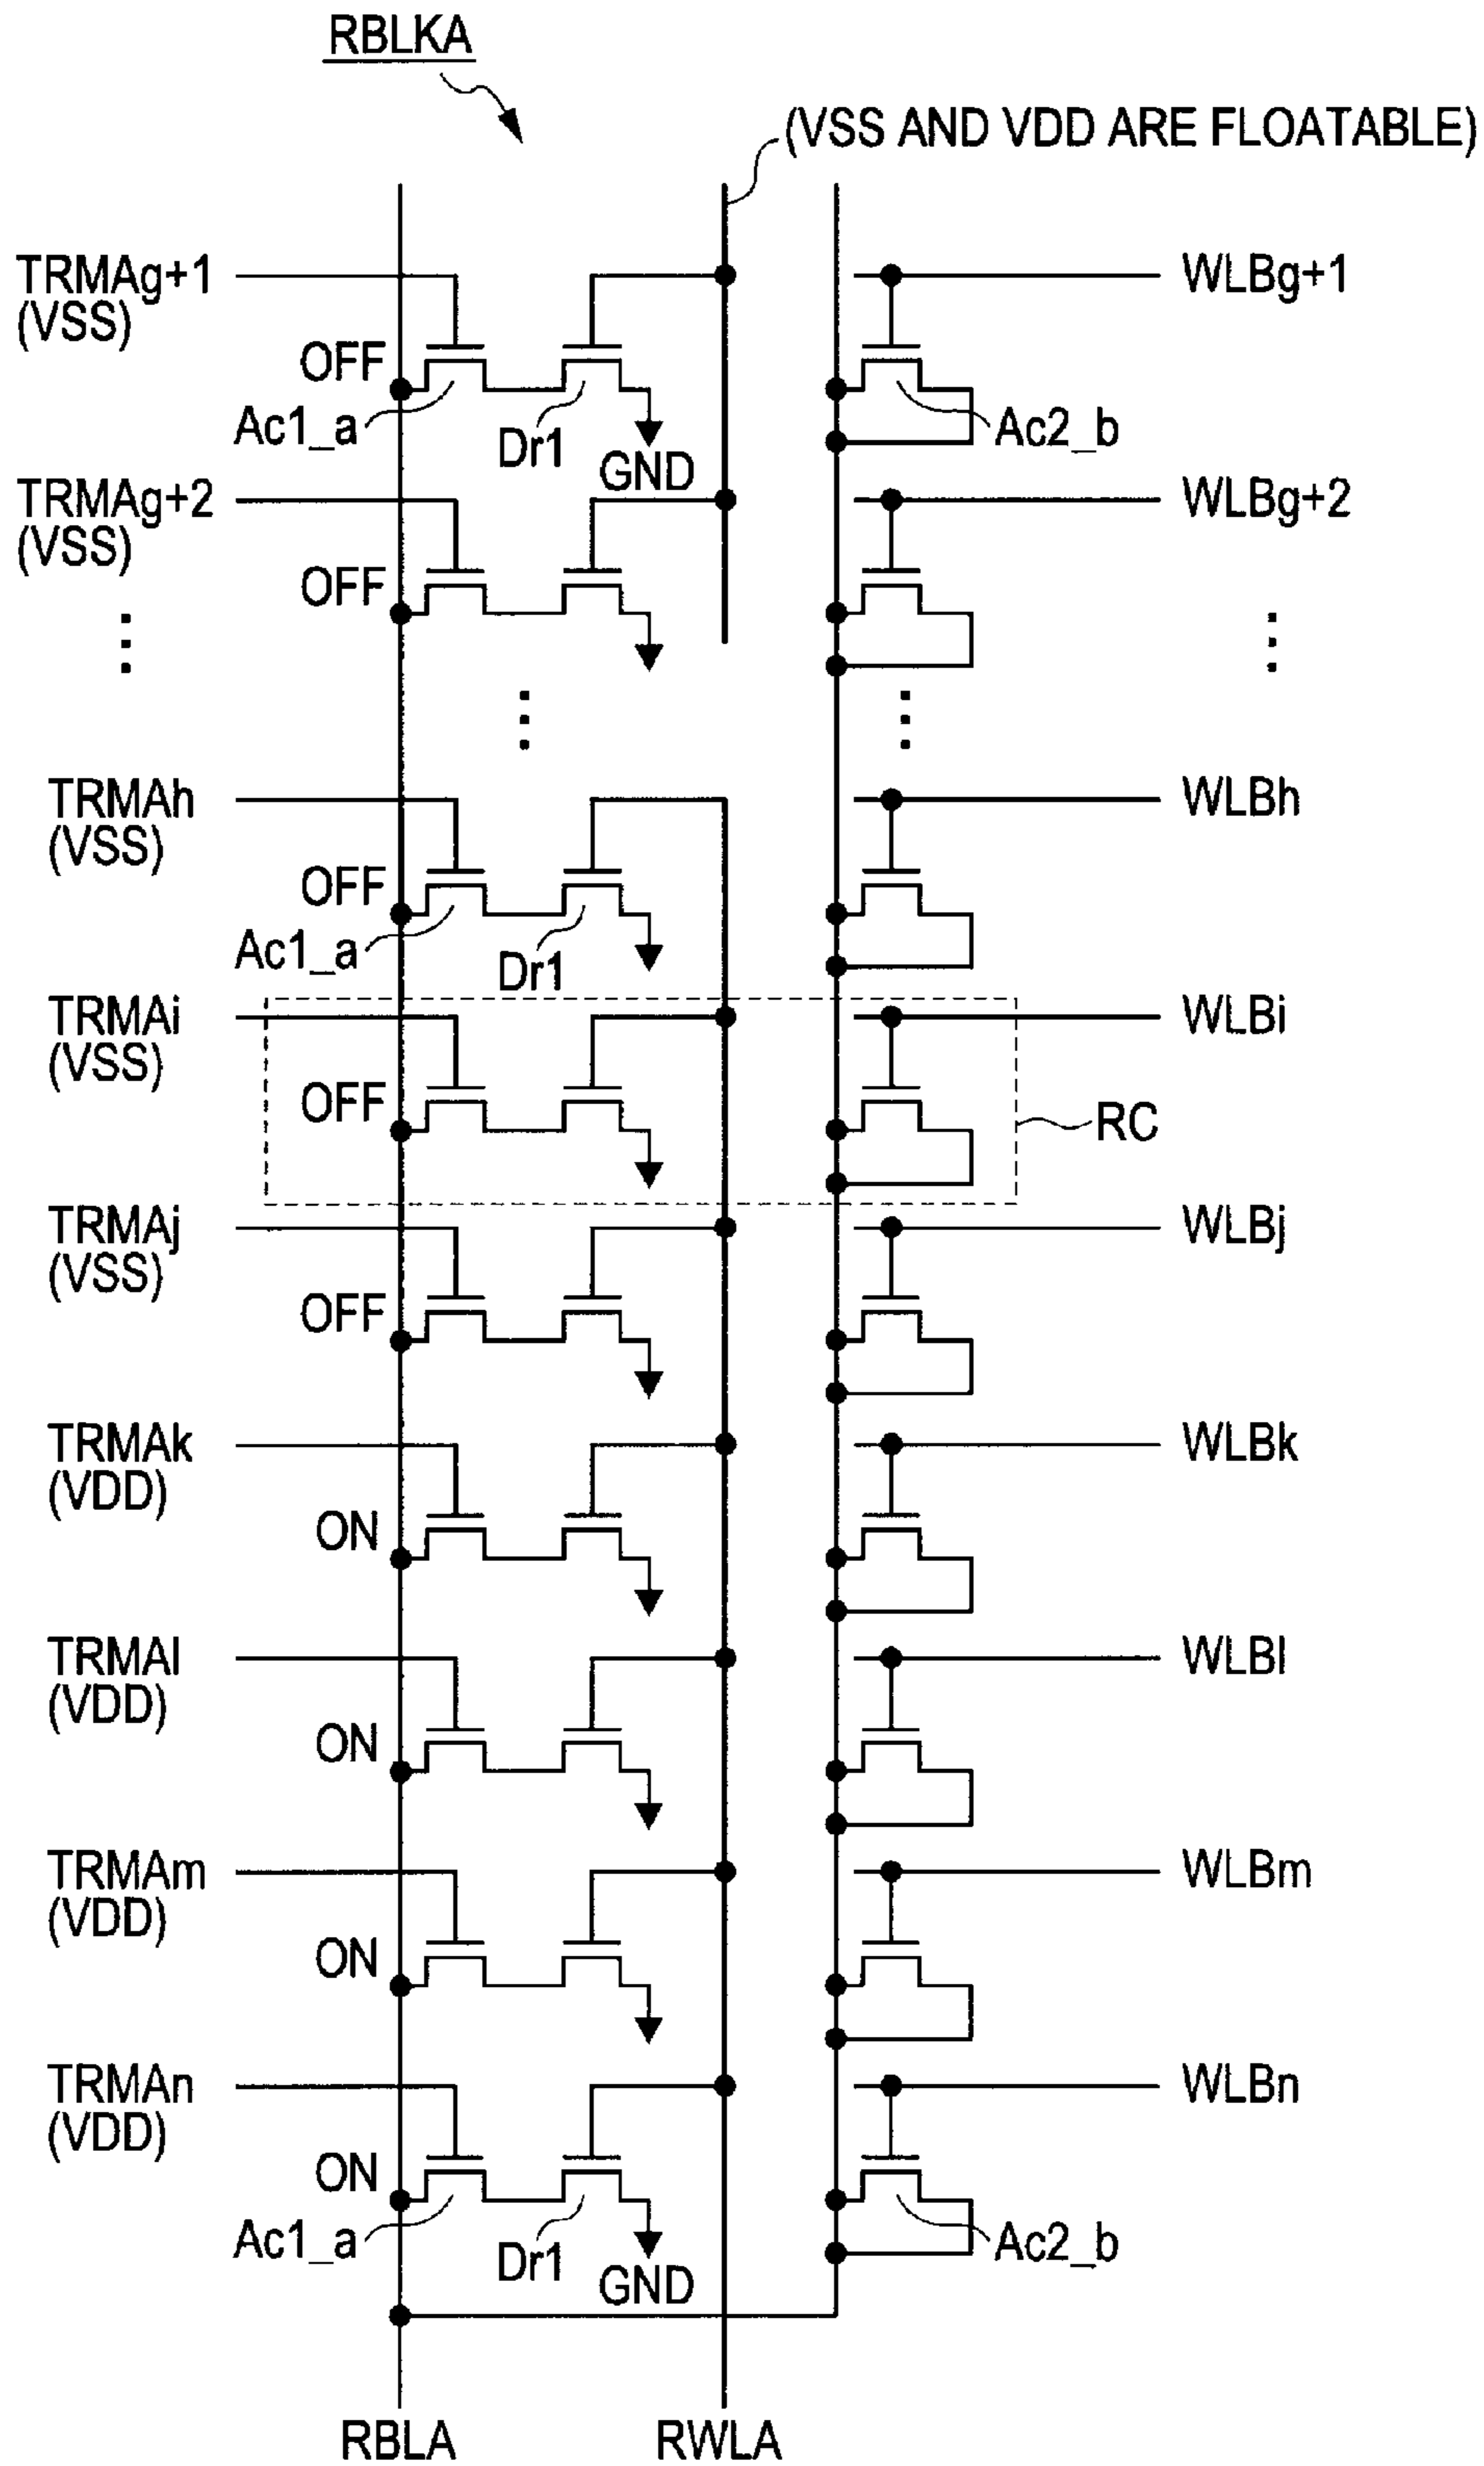 RBLKA
(VSS AND VDD ARE FLOATABLE)
TRMAg+1
(VSS)
WLBg+1
OFF
Ac1_a
Dr1
GND
Ac2_b
TRMAg+2
(VSS)
WLBg+2
OFF
TRMAh
(VSS)
WLBh
OFF
Ac1_a
Dr1
TRMAi
(VSS)
WLBi
OFF
RC
TRMAj
(VSS)
WLBj
OFF
TRMAk
(VDD)
WLBk
ON
TRMAl
(VDD)
WLBl
ON
TRMAm
(VDD)
WLBm
ON
TRMAn
(VDD)
WLBn
ON
Ac1_a
Dr1
GND
Ac2_b
RBLA
RWLA